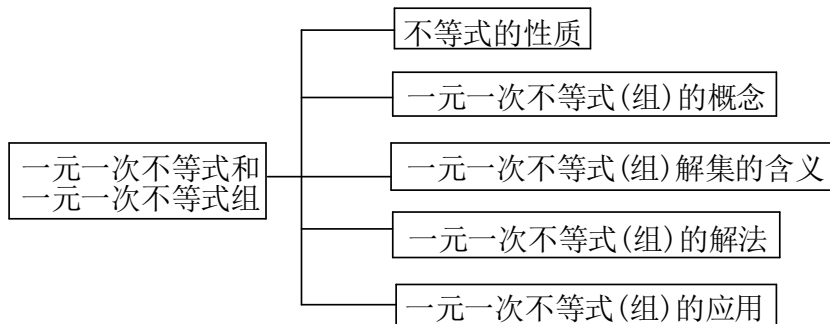 不等式的性质
一元一次不等式(组)的概念
一元一次不等式和
一元一次不等式组
一元一次不等式(组)解集的含义
一元一次不等式(组)的解法
一元一次不等式(组)的应用